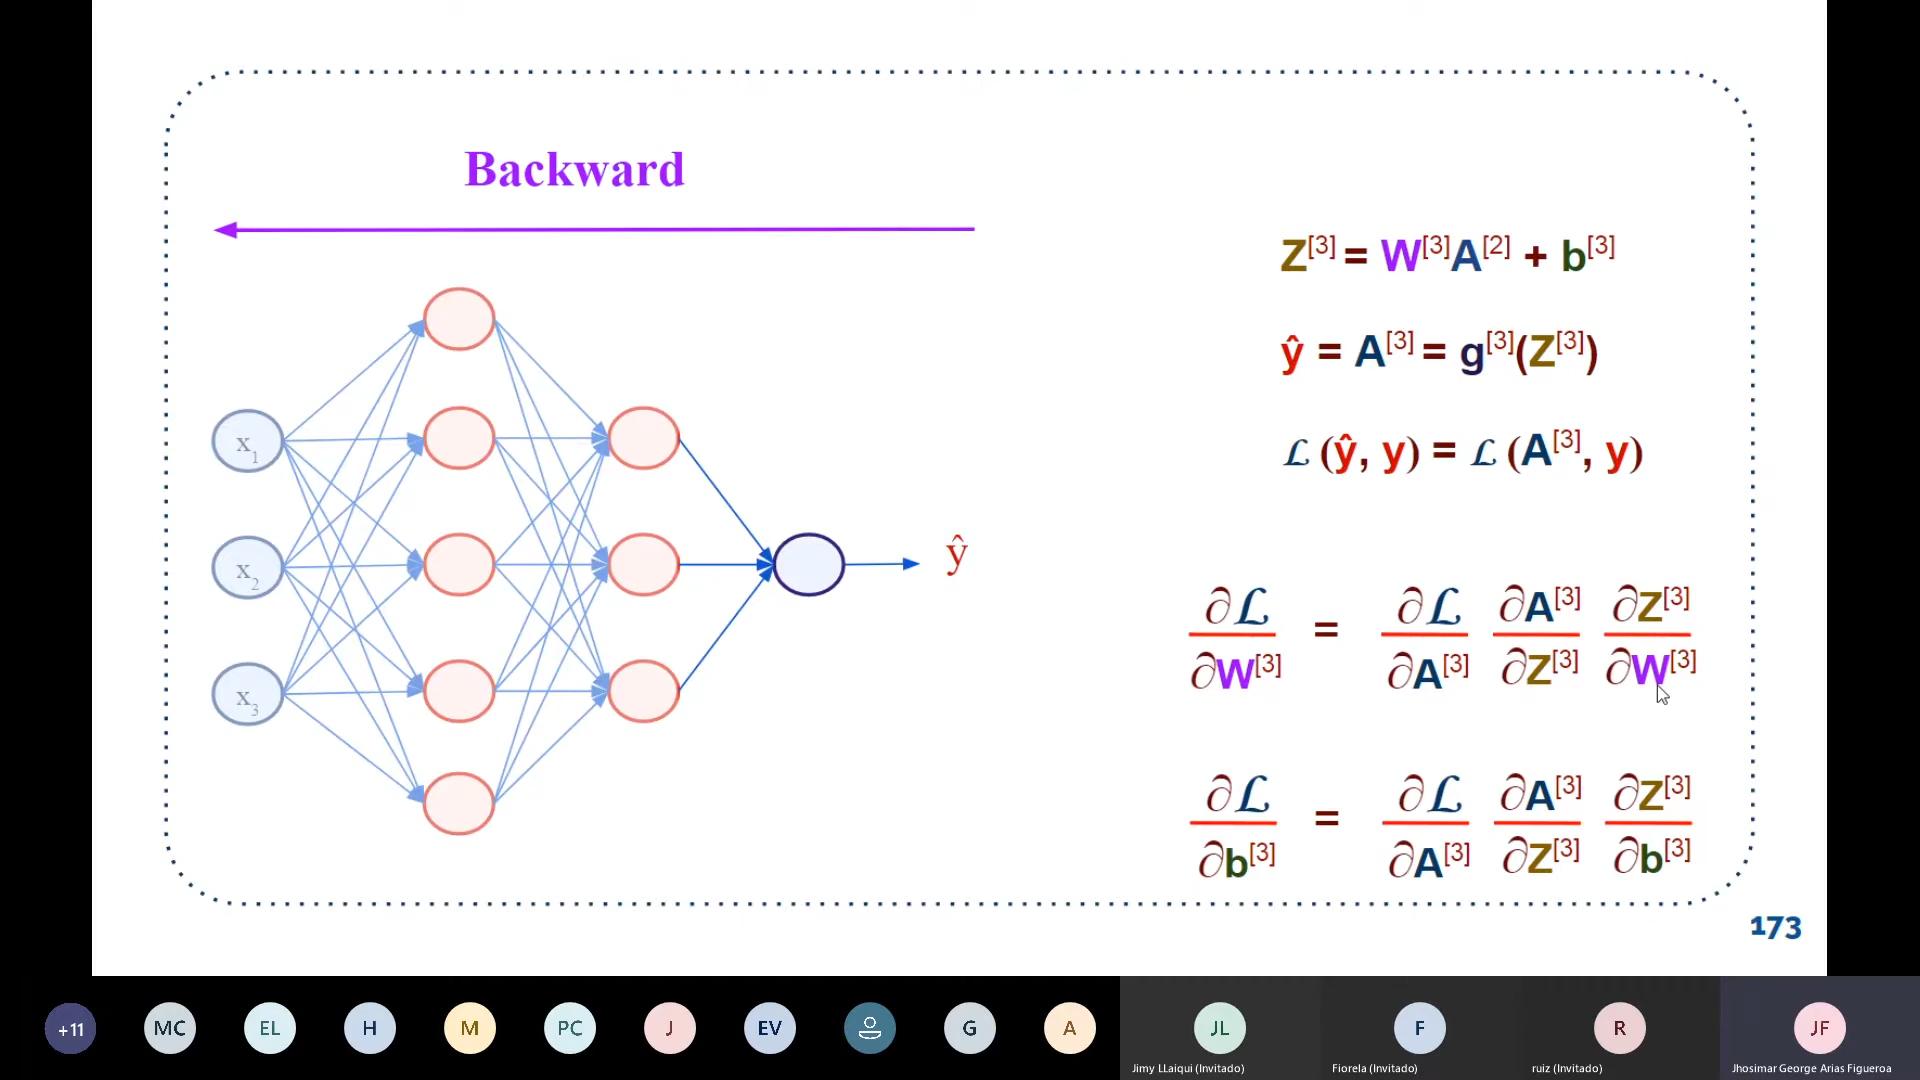 Backward
Z[3] = W[3]A[2] + b[3]
ŷ = A[3] = g[3](Z[3])
ℒ (ŷ, y) = ℒ (A[3], y)
x1
x2
x3
ŷ
∂ℒ/∂W[3] = ∂ℒ/∂A[3] ∂A[3]/∂Z[3] ∂Z[3]/∂W[3]
∂ℒ/∂b[3] = ∂ℒ/∂A[3] ∂A[3]/∂Z[3] ∂Z[3]/∂b[3]
173
+11 MC EL H M PC J EV G A JL F R JF
Jimy LLaiqui (Invitado) Fiorela (Invitado) ruiz (Invitado) Jhosimar George Arias Figueroa